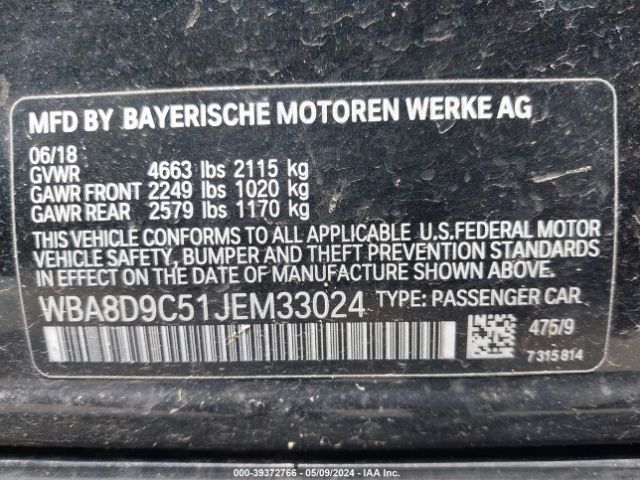 MFD BY BAYERISCHE MOTOREN WERKE AG
06/18
GVWR 4663 lbs 2115 kg
GAWR FRONT 2249 lbs 1020 kg
GAWR REAR 2579 lbs 1170 kg
THIS VEHICLE CONFORMS TO ALL APPLICABLE U.S.FEDERAL MOTOR
VEHICLE SAFETY, BUMPER AND THEFT PREVENTION STANDARDS
IN EFFECT ON THE DATE OF MANUFACTURE SHOWN ABOVE.
WBA8D9C51JEM33024 TYPE: PASSENGER CAR
475/9
7 315 814
000-39372766 - 05/09/2024 - IAA Inc.